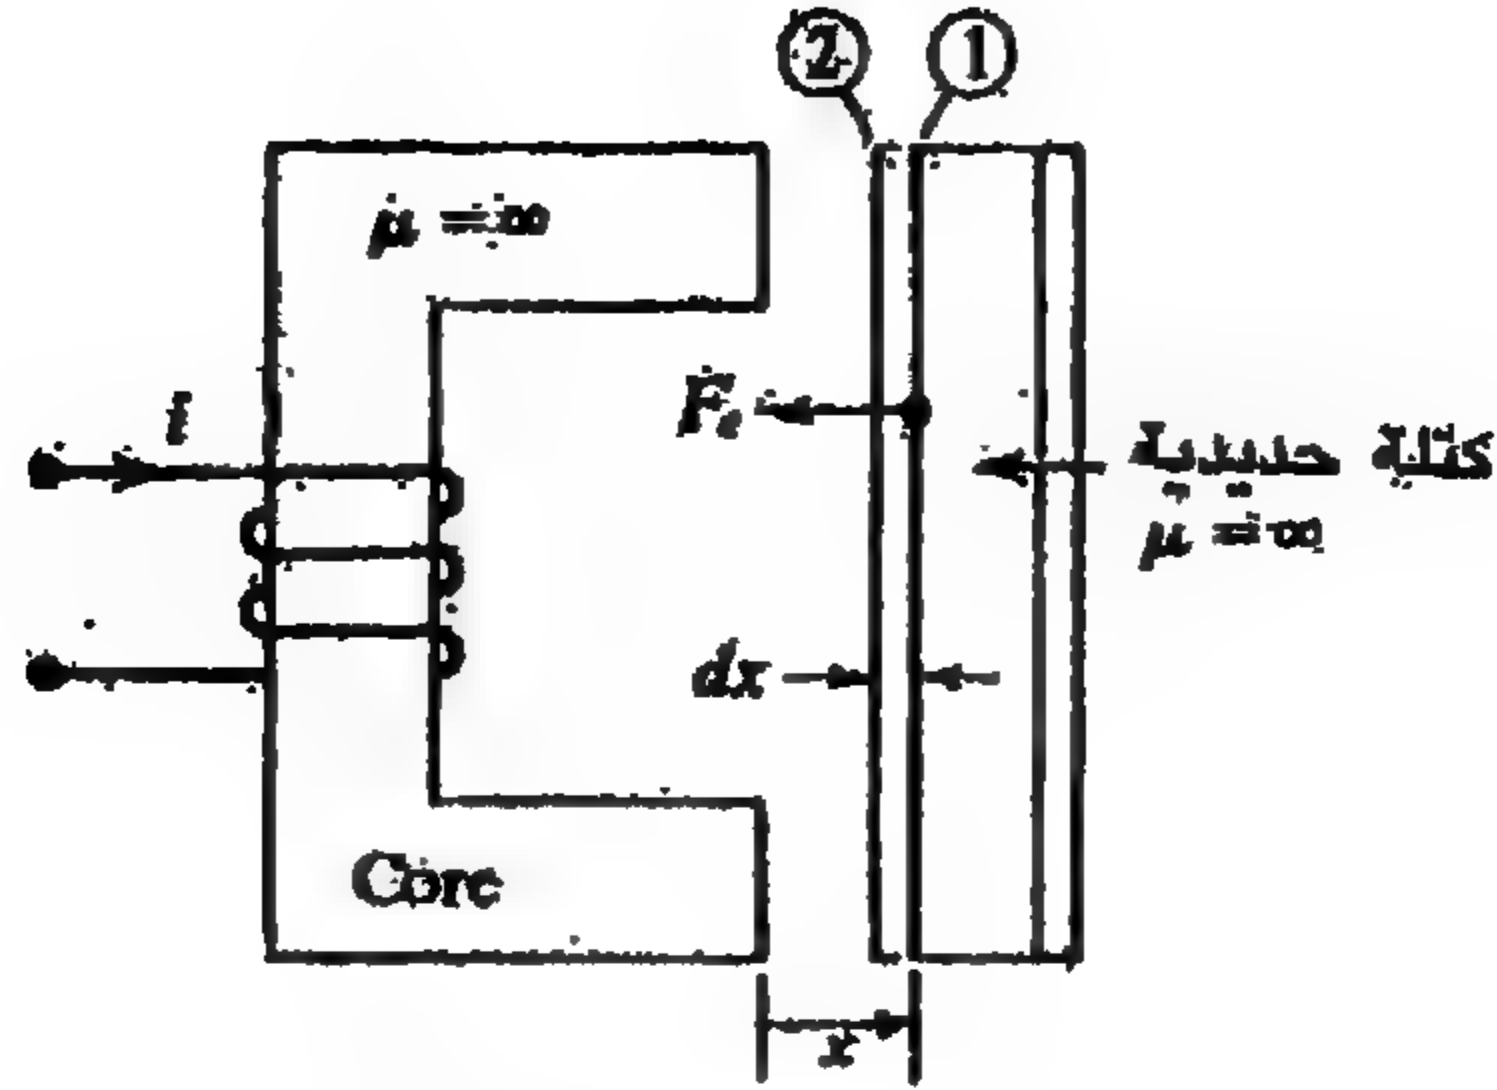 ② ①
μ = ∞
i
Fe
كتلة حديدية
μ = ∞
dx
Core
x